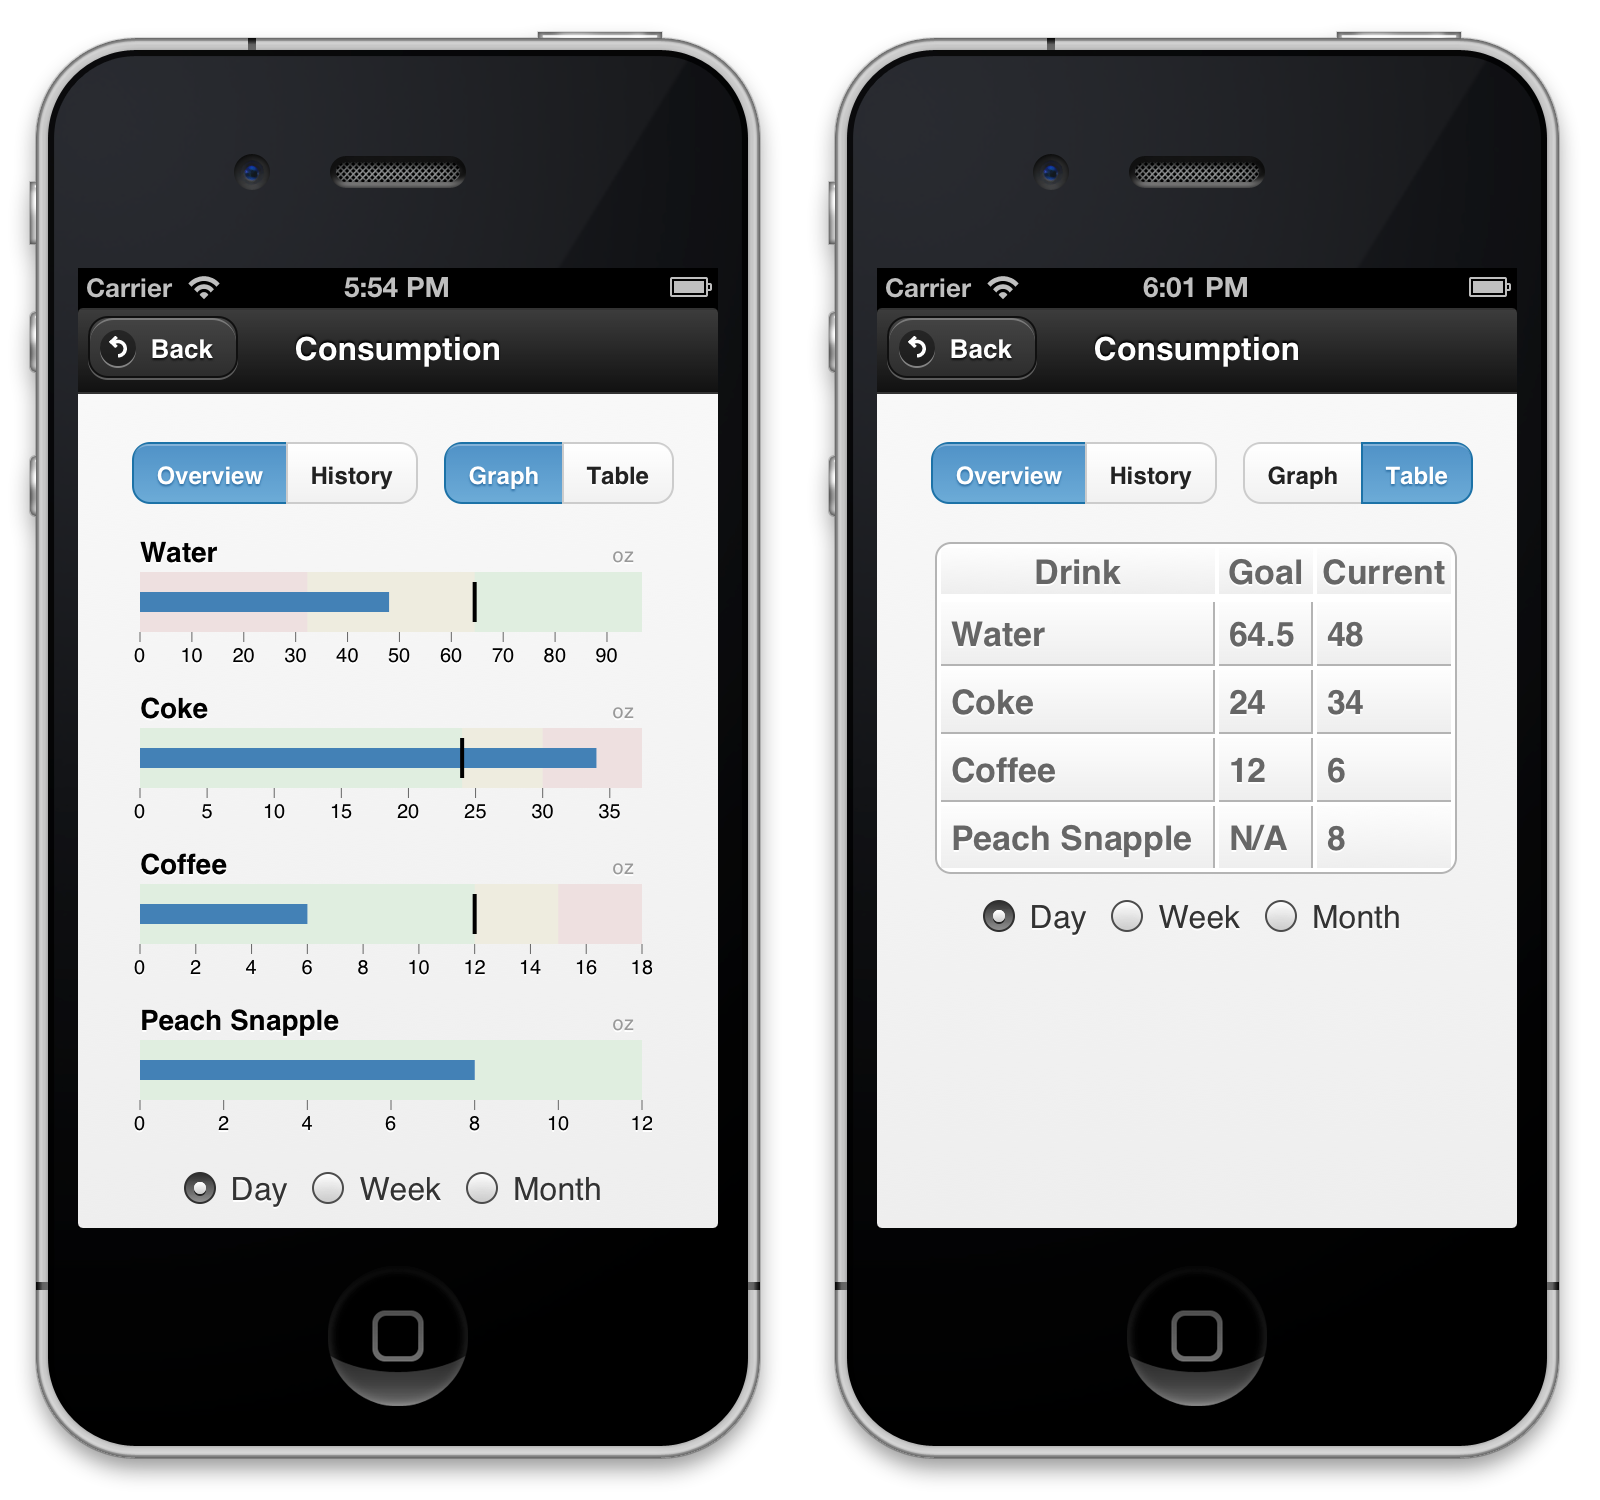 Carrier 5:54 PM
Back Consumption
Overview History Graph Table
Water oz
0 10 20 30 40 50 60 70 80 90
Coke oz
0 5 10 15 20 25 30 35
Coffee oz
0 2 4 6 8 10 12 14 16 18
Peach Snapple oz
0 2 4 6 8 10 12
Day Week Month
Carrier 6:01 PM
Back Consumption
Overview History Graph Table
Drink Goal Current
Water 64.5 48
Coke 24 34
Coffee 12 6
Peach Snapple N/A 8
Day Week Month